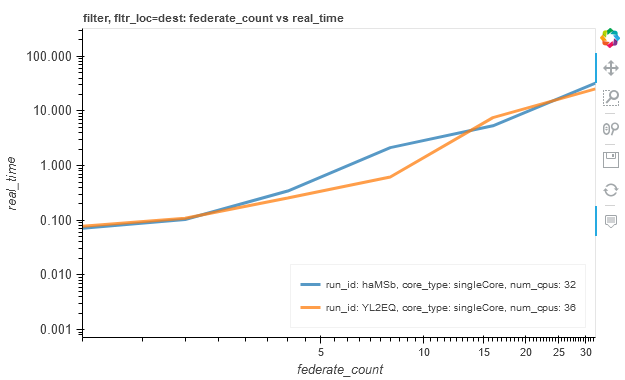 filter, fltr_loc=dest: federate_count vs real_time
100.000
10.000
1.000
0.100
0.010
0.001
real_time
run_id: haMSb, core_type: singleCore, num_cpus: 32
run_id: YL2EQ, core_type: singleCore, num_cpus: 36
5 10 15 20 25 30
federate_count